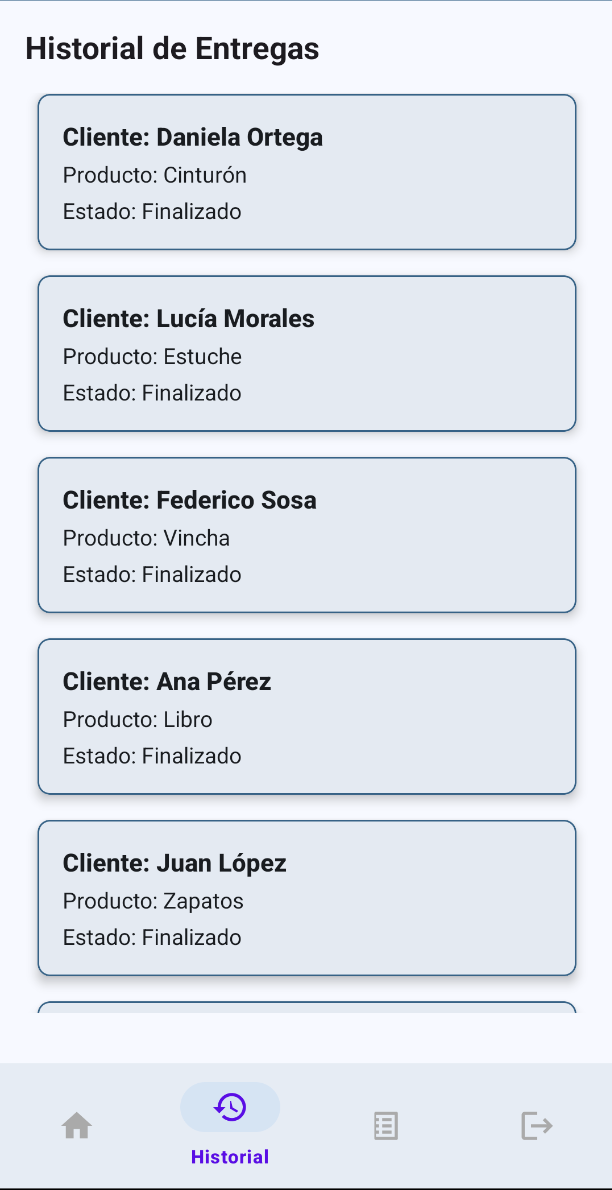 Historial de Entregas
Cliente: Daniela Ortega
Producto: Cinturón
Estado: Finalizado
Cliente: Lucía Morales
Producto: Estuche
Estado: Finalizado
Cliente: Federico Sosa
Producto: Vincha
Estado: Finalizado
Cliente: Ana Pérez
Producto: Libro
Estado: Finalizado
Cliente: Juan López
Producto: Zapatos
Estado: Finalizado
Historial